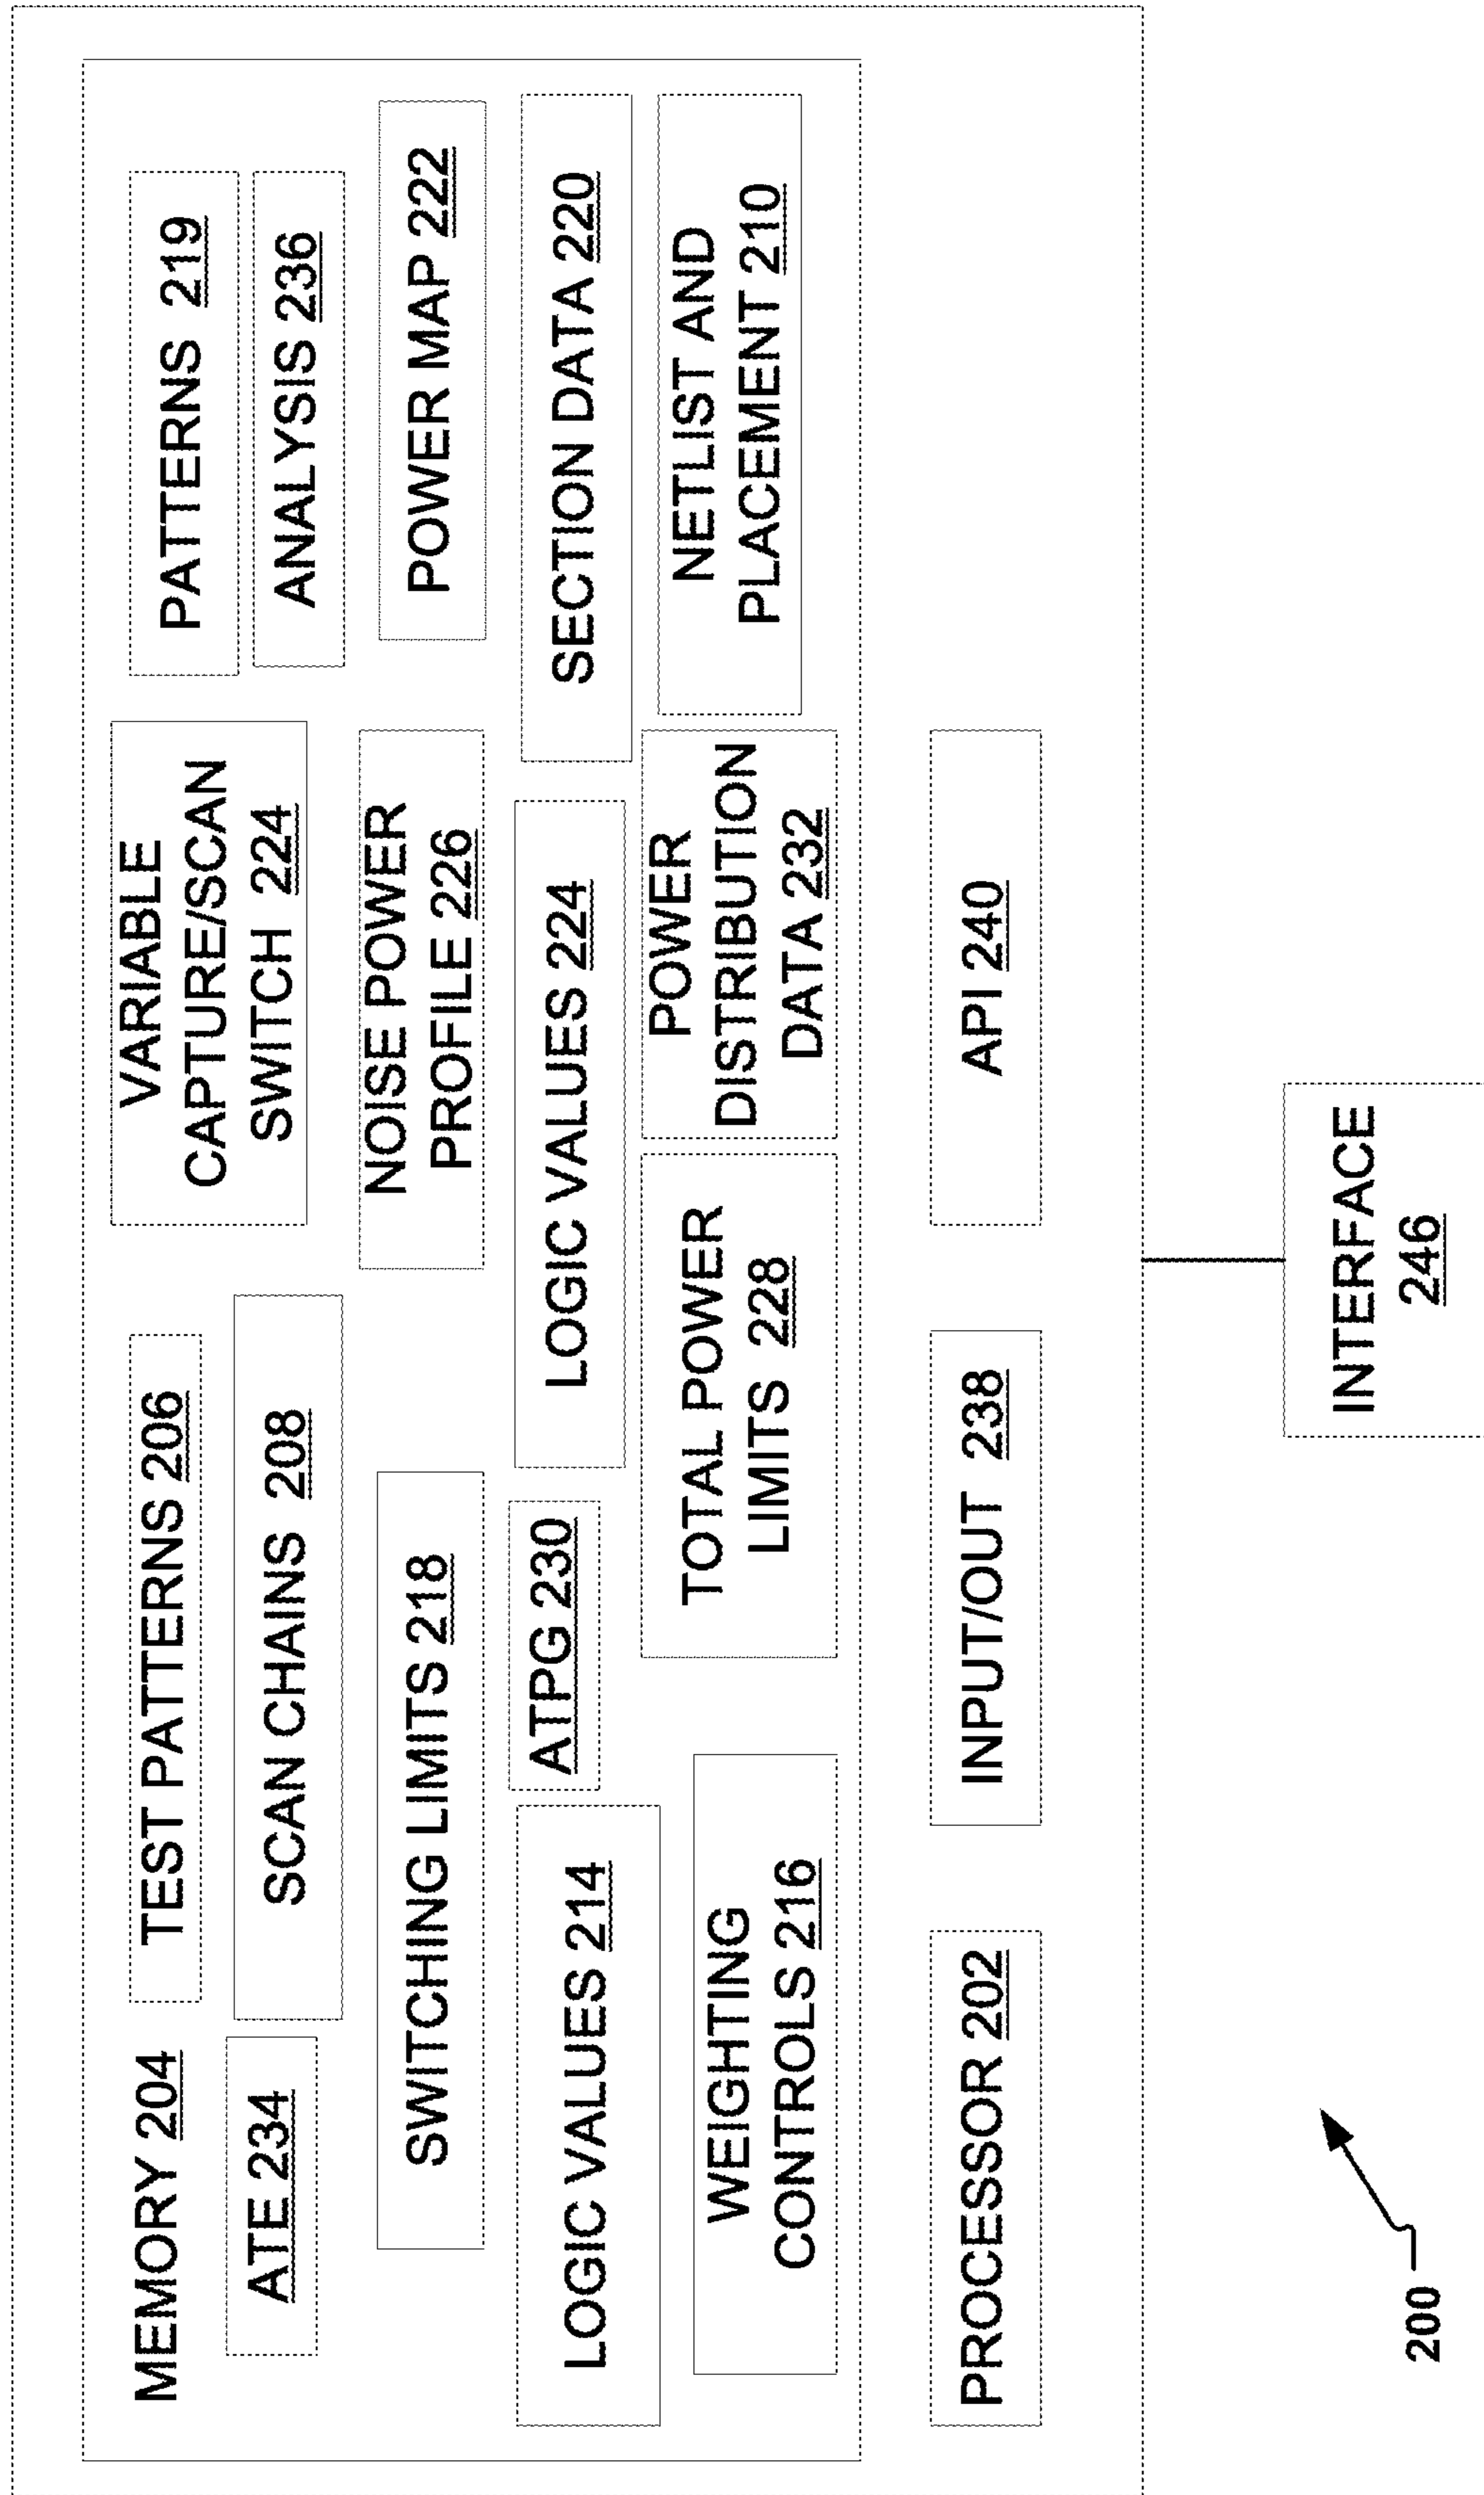 MEMORY 204
TEST PATTERNS 206
VARIABLE
CAPTURE/SCAN
SWITCH 224
PATTERNS 219
ATE 234
SCAN CHAINS 208
ANALYSIS 236
SWITCHING LIMITS 218
NOISE POWER
PROFILE 226
POWER MAP 222
LOGIC VALUES 214
ATPG 230
LOGIC VALUES 224
SECTION DATA 220
WEIGHTING
CONTROLS 216
TOTAL POWER
LIMITS 228
POWER
DISTRIBUTION
DATA 232
NETLIST AND
PLACEMENT 210
PROCESSOR 202
INPUT/OUT 238
API 240
INTERFACE
246
200